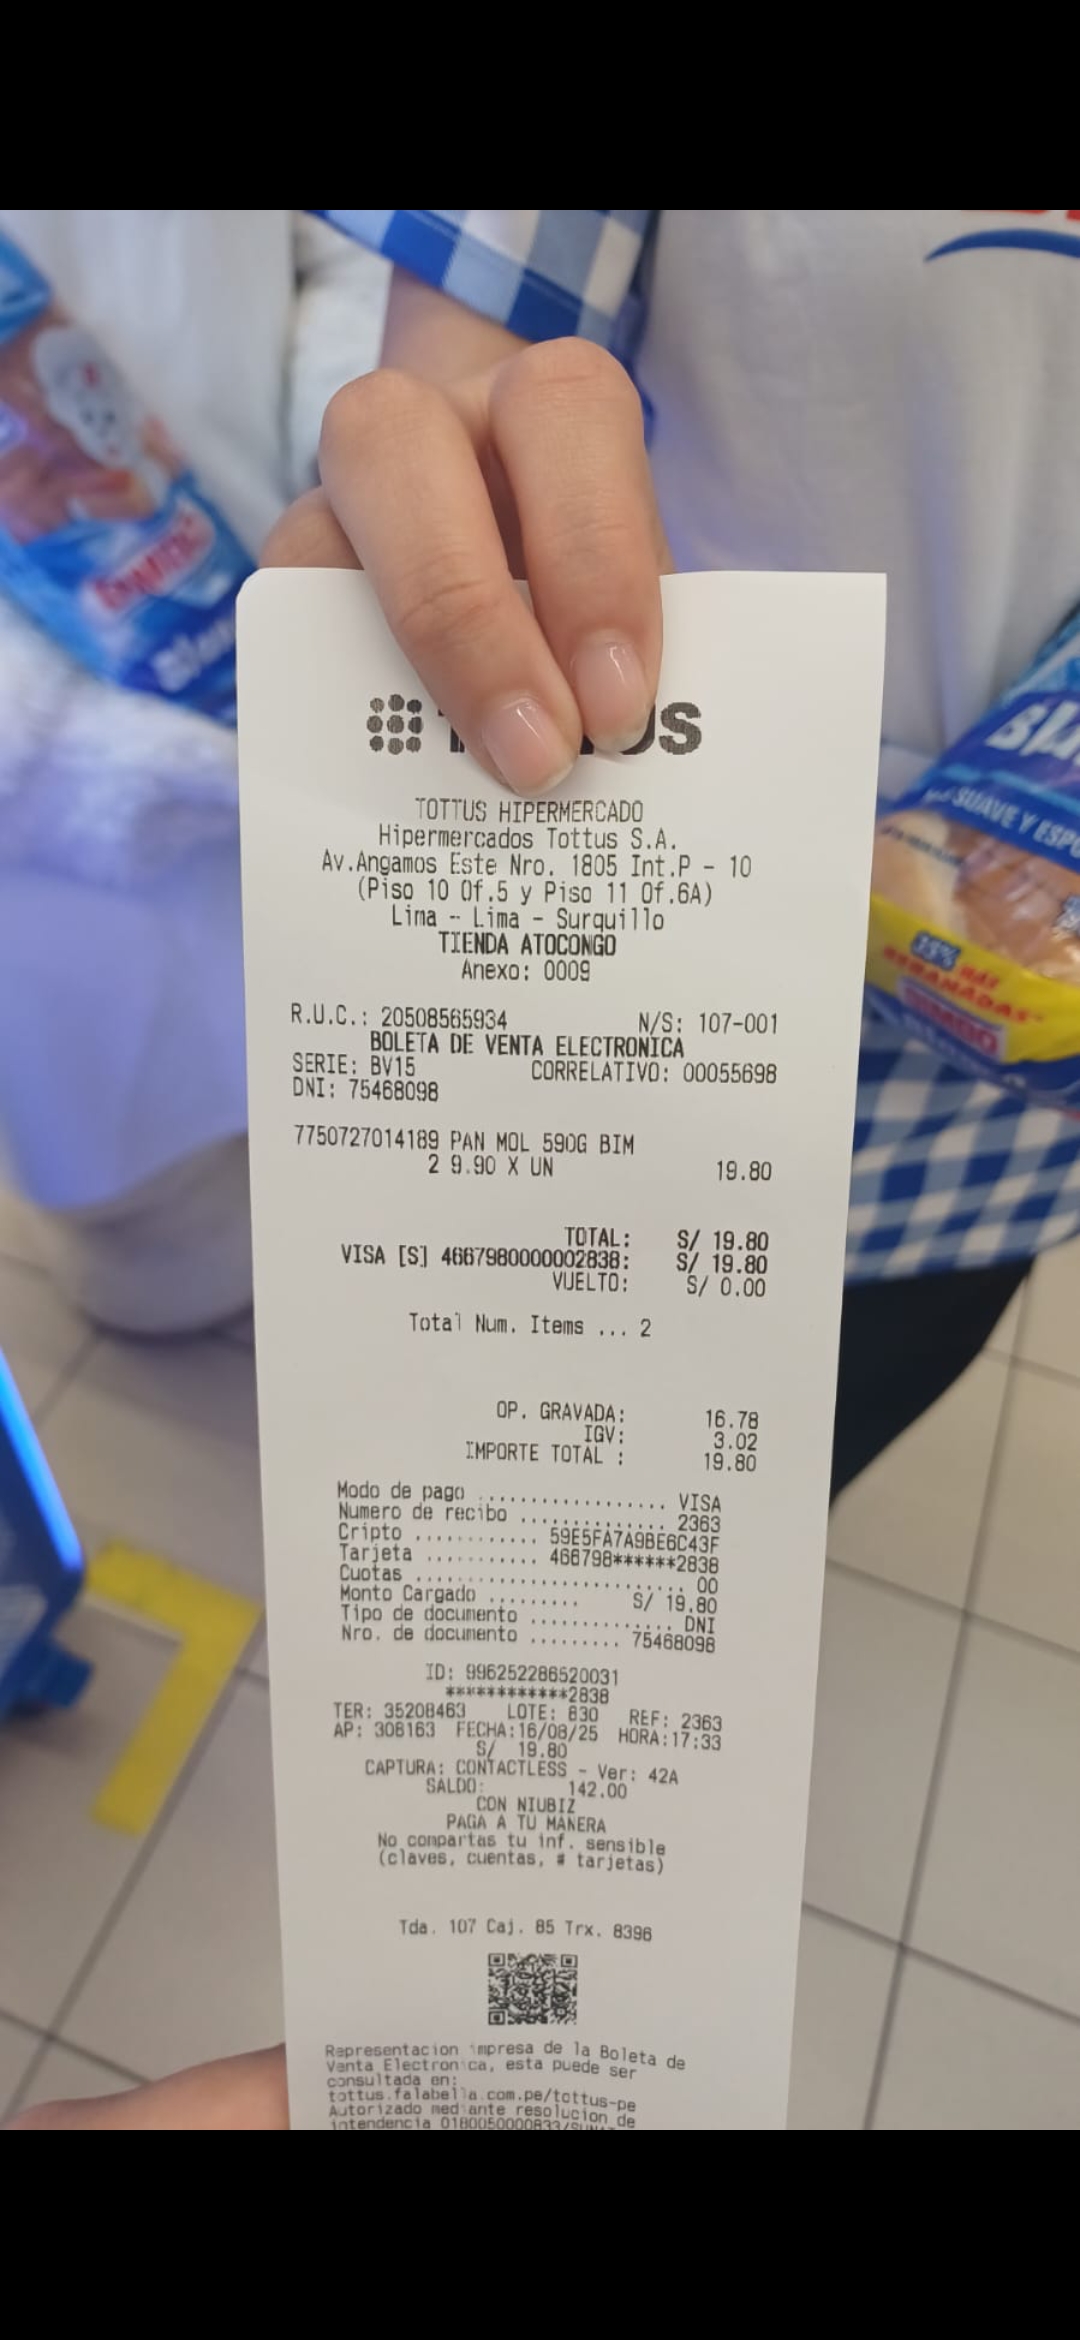 TOTTUS HIPERMERCADO
Hipermercados Tottus S.A.
Av.Angamos Este Nro. 1805 Int.P - 10
(Piso 10 Of.5 y Piso 11 Of.6A)
Lima - Lima - Surquillo
TIENDA ATOCONGO
Anexo: 0009
R.U.C.: 20508565934 N/S: 107-001
BOLETA DE VENTA ELECTRONICA
SERIE: BV15 CORRELATIVO: 00055698
DNI: 75468098
7750727014189 PAN MOL 590G BIM
2 9.90 X UN 19.80
TOTAL: S/ 19.80
VISA [S] 4667980000002838: S/ 19.80
VUELTO: S/ 0.00
Total Num. Items ... 2
OP. GRAVADA: 16.78
IGV: 3.02
IMPORTE TOTAL : 19.80
Modo de pago .................. VISA
Numero de recibo .............. 2363
Cripto ............ 59E5FA7A9BE6C43F
Tarjeta ........... 466798******2838
Cuotas .......................... 00
Monto Cargado ......... S/ 19.80
Tipo de documento ............... DNI
Nro. de documento ......... 75468098
ID: 996252286520031
************2838
TER: 35208463 LOTE: 830 REF: 2363
AP: 308163 FECHA:16/08/25 HORA:17:33
S/ 19.80
CAPTURA: CONTACTLESS - Ver: 42A
SALDO: 142.00
CON NIUBIZ
PAGA A TU MANERA
No compartas tu inf. sensible
(claves, cuentas, # tarjetas)
Tda. 107 Caj. 85 Trx. 8396
Representacion impresa de la Boleta de
Venta Electronica, esta puede ser
consultada en:
tottus.falabella.com.pe/tottus-pe
Autorizado mediante resolucion de
intendencia
SUAVE Y
15% MÁS
REBANADAS
BIMBO